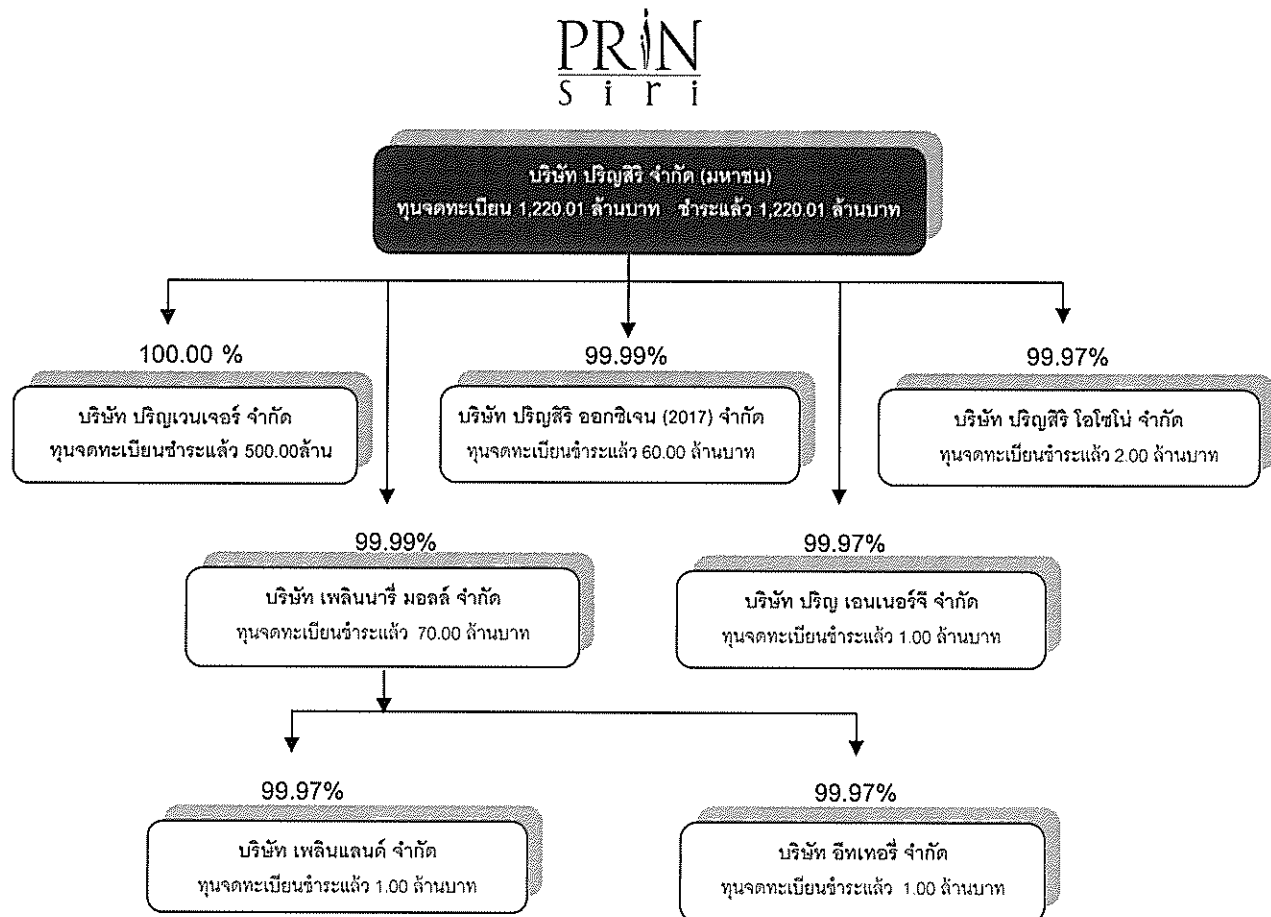 PRIN
Siri
บริษัท ปริญสิริ จำกัด (มหาชน)
ทุนจดทะเบียน 1,220.01 ล้านบาท ชำระแล้ว 1,220.01 ล้านบาท
100.00 %
บริษัท ปริญเวนเจอร์ จำกัด
ทุนจดทะเบียนชำระแล้ว 500.00ล้าน
99.99%
บริษัท ปริญสิริ ออกซิเจน (2017) จำกัด
ทุนจดทะเบียนชำระแล้ว 60.00 ล้านบาท
99.97%
บริษัท ปริญสิริ โอโซโน่ จำกัด
ทุนจดทะเบียนชำระแล้ว 2.00 ล้านบาท
99.99%
บริษัท เพลินนารี่ มอลล์ จำกัด
ทุนจดทะเบียนชำระแล้ว 70.00 ล้านบาท
99.97%
บริษัท ปริญ เอนเนอร์จี จำกัด
ทุนจดทะเบียนชำระแล้ว 1.00 ล้านบาท
99.97%
บริษัท เพลินแลนด์ จำกัด
ทุนจดทะเบียนชำระแล้ว 1.00 ล้านบาท
99.97%
บริษัท อีทเทอรี่ จำกัด
ทุนจดทะเบียนชำระแล้ว 1.00 ล้านบาท